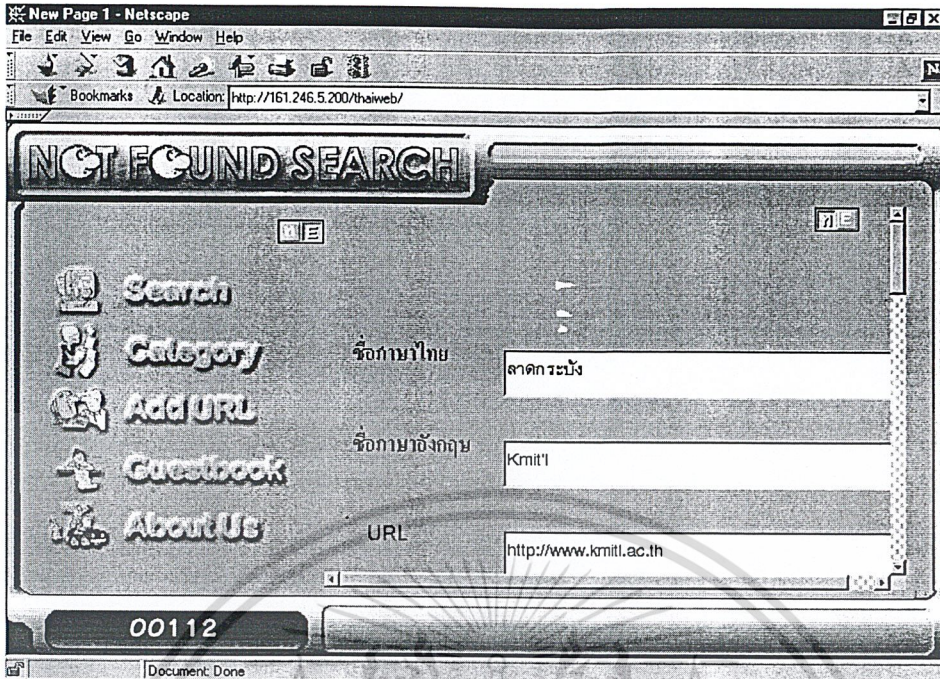 New Page 1 - Netscape
File Edit View Go Window Help
Bookmarks Location: http://161.246.5.200/thaiweb/
N
NOT FOUND SEARCH
ก E
ก E
Search
Category
Add URL
Guestbook
About Us
ชื่อภาษาไทย
ลาดกระบัง
ชื่อภาษาอังกฤษ
Kmit'l
URL
http://www.kmitl.ac.th
00112
Document: Done